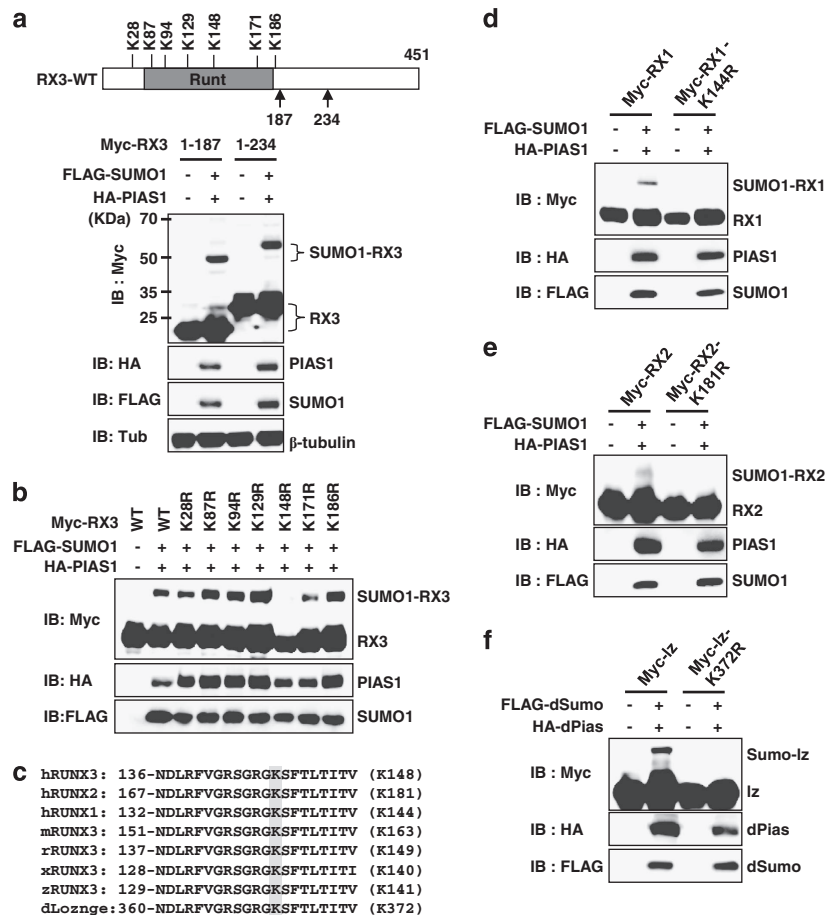 a
K28 K87 K94 K129 K148 K171 K186
451
RX3-WT Runt
187 234
Myc-RX3 1-187 1-234
FLAG-SUMO1 - + - +
HA-PIAS1 - + - +
(KDa)
70
50
35
25
IB : Myc
SUMO1-RX3
RX3
IB: HA PIAS1
IB: FLAG SUMO1
IB: Tub β-tubulin
b
Myc-RX3 WT WT K28R K87R K94R K129R K148R K171R K186R
FLAG-SUMO1 - + + + + + + + +
HA-PIAS1 - + + + + + + + +
IB: Myc SUMO1-RX3
RX3
IB: HA PIAS1
IB:FLAG SUMO1
c
hRUNX3: 136-NDLRFVGRSGRGKSFTLTITV (K148)
hRUNX2: 167-NDLRFVGRSGRGKSFTLTITV (K181)
hRUNX1: 132-NDLRFVGRSGRGKSFTLTITV (K144)
mRUNX3: 151-NDLRFVGRSGRGKSFTLTITV (K163)
rRUNX3: 137-NDLRFVGRSGRGKSFTLTITV (K149)
xRUNX3: 128-NDLRFVGRSGRGKSFTLTITI (K140)
zRUNX3: 129-NDLRFVGRSGRGKSFTLTITV (K141)
dLoznge:360-NDLRFVGRSGRGKSFTLTITV (K372)
d
Myc-RX1 Myc-RX1-K144R
FLAG-SUMO1 - + - +
HA-PIAS1 - + - +
IB : Myc SUMO1-RX1
RX1
IB : HA PIAS1
IB : FLAG SUMO1
e
Myc-RX2 Myc-RX2-K181R
FLAG-SUMO1 - + - +
HA-PIAS1 - + - +
IB : Myc SUMO1-RX2
RX2
IB : HA PIAS1
IB : FLAG SUMO1
f
Myc-lz Myc-lz-K372R
FLAG-dSumo - + - +
HA-dPias - + - +
IB : Myc Sumo-lz
lz
IB : HA dPias
IB : FLAG dSumo